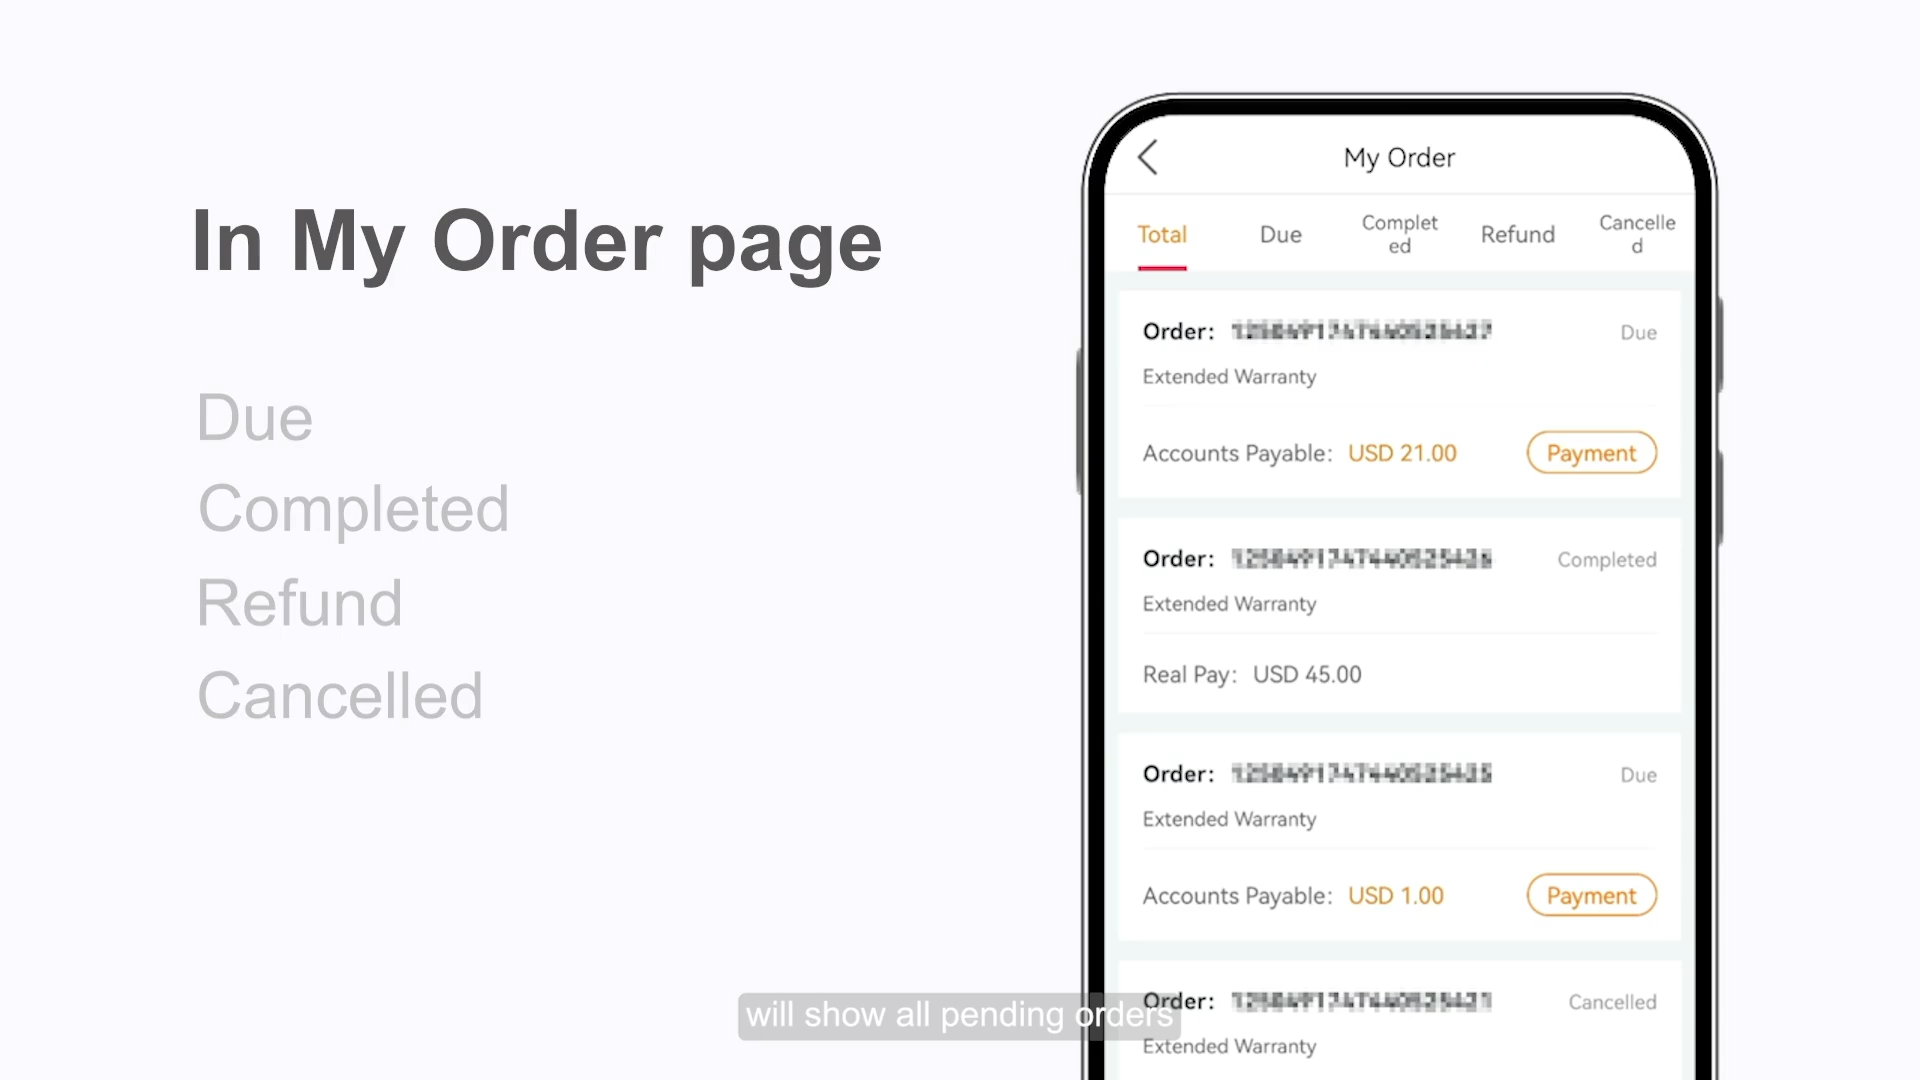 In My Order page
Due
Completed
Refund
Cancelled
My Order
Total
Due
Complet
ed
Refund
Cancelle
d
Order:
Due
Extended Warranty
Accounts Payable: USD 21.00
Payment
Order:
Completed
Extended Warranty
Real Pay: USD 45.00
Order:
Due
Extended Warranty
Accounts Payable: USD 1.00
Payment
Order:
Cancelled
Extended Warranty
will show all pending orders